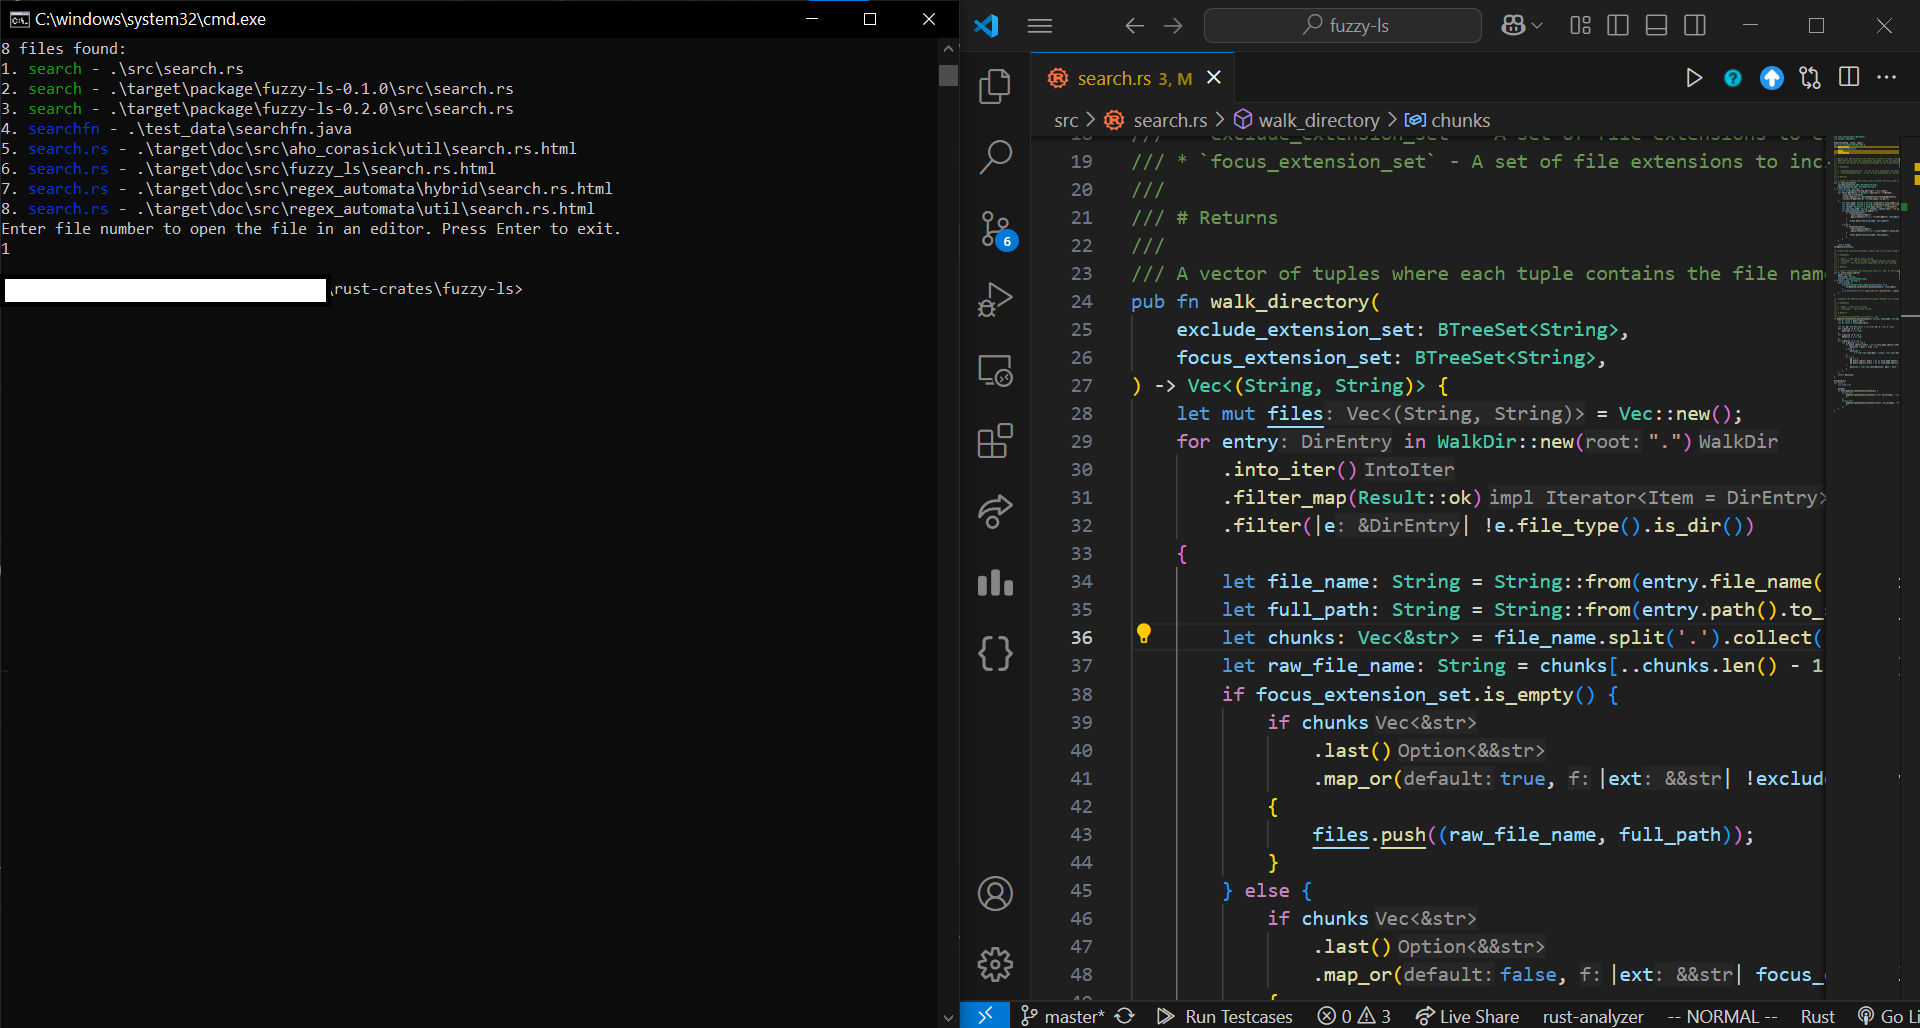 C:\windows\system32\cmd.exe
8 files found:
1. search - .\src\search.rs
2. search - .\target\package\fuzzy-ls-0.1.0\src\search.rs
3. search - .\target\package\fuzzy-ls-0.2.0\src\search.rs
4. searchfn - .\test_data\searchfn.java
5. search.rs - .\target\doc\src\aho_corasick\util\search.rs.html
6. search.rs - .\target\doc\src\fuzzy_ls\search.rs.html
7. search.rs - .\target\doc\src\regex_automata\hybrid\search.rs.html
8. search.rs - .\target\doc\src\regex_automata\util\search.rs.html
Enter file number to open the file in an editor. Press Enter to exit.
1
\rust-crates\fuzzy-ls>
fuzzy-ls
search.rs 3, M
src > search.rs > walk_directory > chunks
19 /// * `focus_extension_set` - A set of file extensions to inc
20 ///
21 /// # Returns
22 ///
23 /// A vector of tuples where each tuple contains the file nam
24 pub fn walk_directory(
25 exclude_extension_set: BTreeSet<String>,
26 focus_extension_set: BTreeSet<String>,
27 ) -> Vec<(String, String)> {
28 let mut files: Vec<(String, String)> = Vec::new();
29 for entry: DirEntry in WalkDir::new(root: ".") WalkDir
30 .into_iter() IntoIter
31 .filter_map(Result::ok) impl Iterator<Item = DirEntry>
32 .filter(|e: &DirEntry| !e.file_type().is_dir())
33 {
34 let file_name: String = String::from(entry.file_name(
35 let full_path: String = String::from(entry.path().to_
36 let chunks: Vec<&str> = file_name.split('.').collect(
37 let raw_file_name: String = chunks[..chunks.len() - 1
38 if focus_extension_set.is_empty() {
39 if chunks Vec<&str>
40 .last() Option<&&str>
41 .map_or(default: true, f: |ext: &&str| !exclud
42 {
43 files.push((raw_file_name, full_path));
44 }
45 } else {
46 if chunks Vec<&str>
47 .last() Option<&&str>
48 .map_or(default: false, f: |ext: &&str| focus_
6
master* Run Testcases 0 3 Live Share rust-analyzer -- NORMAL -- Rust Go Li